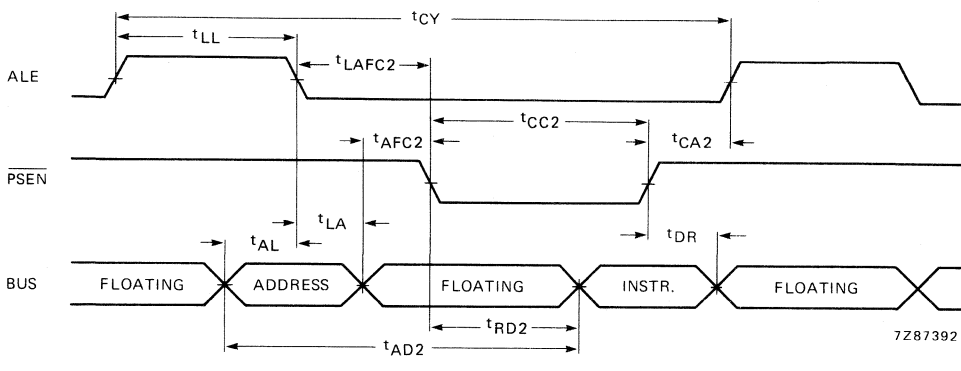 tCY
tLL
tLAFC2
ALE
tCC2
tAFC2
tCA2
PSEN
tLA
tAL
tDR
BUS
FLOATING ADDRESS FLOATING INSTR. FLOATING
tRD2
7Z87392
tAD2